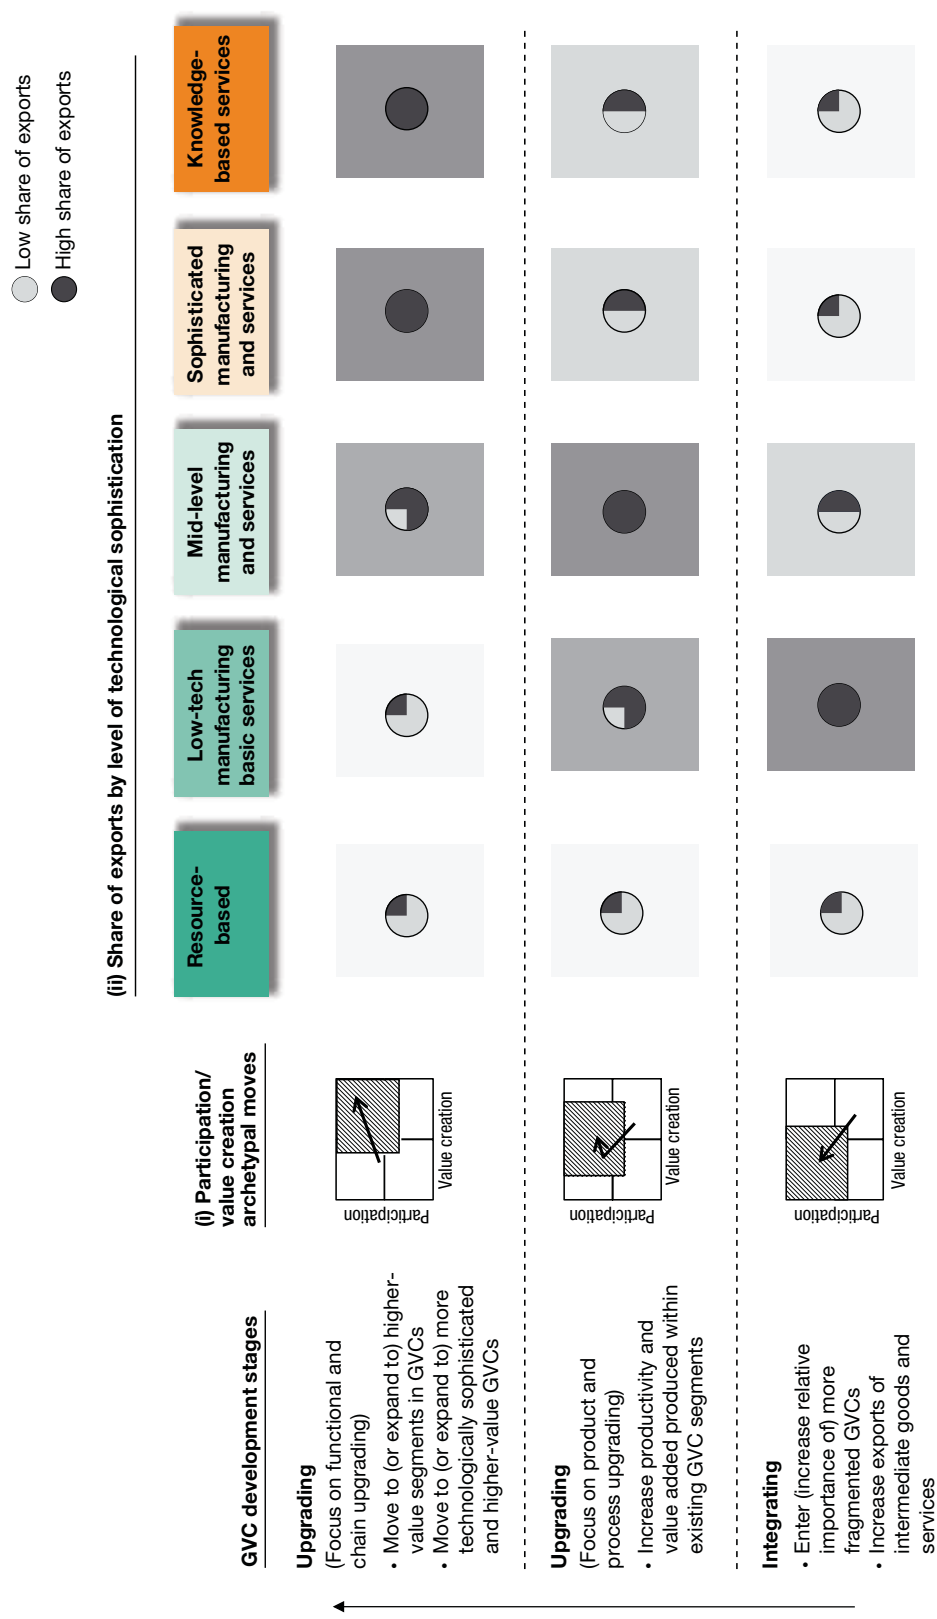 Low share of exports
High share of exports
(ii) Share of exports by level of technological sophistication
GVC development stages
(i) Participation/
value creation
archetypal moves
Resource-
based
Low-tech
manufacturing
basic services
Mid-level
manufacturing
and services
Sophisticated
manufacturing
and services
Knowledge-
based services
Upgrading
(Focus on functional and
chain upgrading)
• Move to (or expand to) higher-
value segments in GVCs
• Move to (or expand to) more
technologically sophisticated
and higher-value GVCs
Participation
Value creation
Upgrading
(Focus on product and
process upgrading)
• Increase productivity and
value added produced within
existing GVC segments
Participation
Value creation
Integrating
• Enter (increase relative
importance of) more
fragmented GVCs
• Increase exports of
intermediate goods and
services
Participation
Value creation